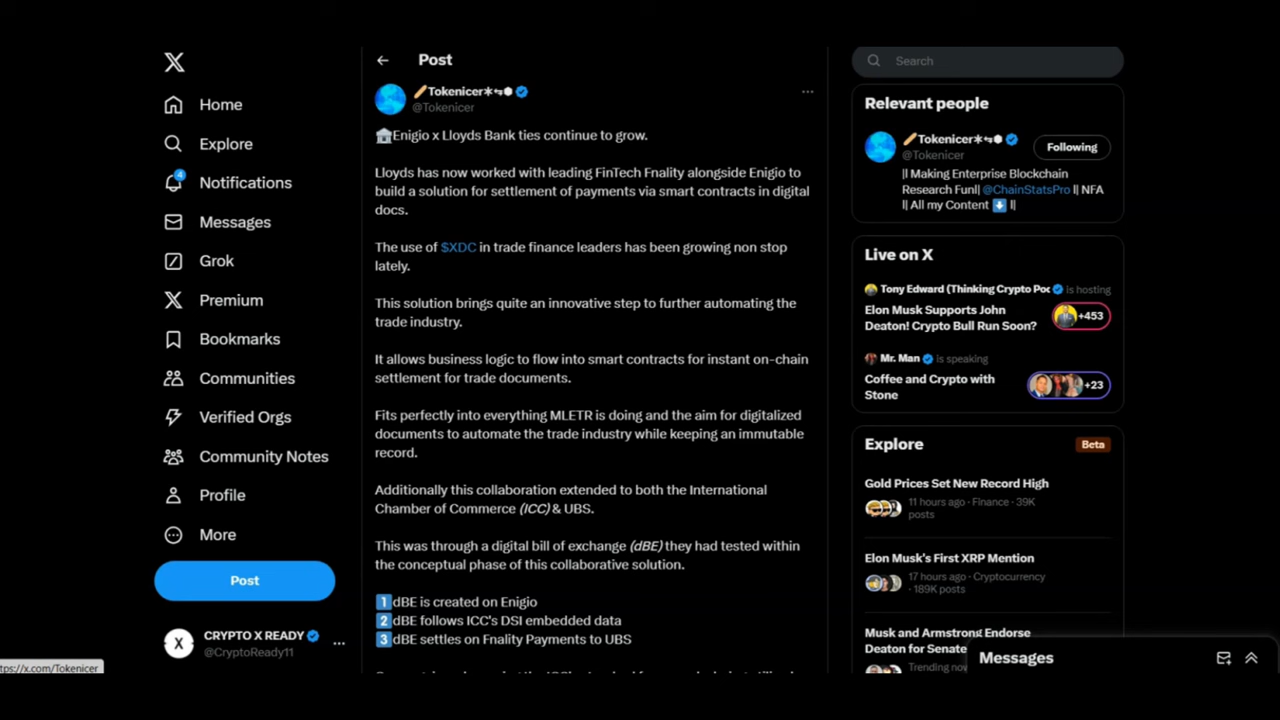 Home
Explore
4
Notifications
Messages
Grok
Premium
Bookmarks
Communities
Verified Orgs
Community Notes
Profile
More
Post
X
CRYPTO X READY
@CryptoReady11
...
tps://x.com/Tokenicer
Post
Tokenicer
@Tokenicer
🏛️Enigio x Lloyds Bank ties continue to grow.
Lloyds has now worked with leading FinTech Fnality alongside Enigio to
build a solution for settlement of payments via smart contracts in digital
docs.
The use of $XDC in trade finance leaders has been growing non stop
lately.
This solution brings quite an innovative step to further automating the
trade industry.
It allows business logic to flow into smart contracts for instant on-chain
settlement for trade documents.
Fits perfectly into everything MLETR is doing and the aim for digitalized
documents to automate the trade industry while keeping an immutable
record.
Additionally this collaboration extended to both the International
Chamber of Commerce (ICC) & UBS.
This was through a digital bill of exchange (dBE) they had tested within
the conceptual phase of this collaborative solution.
1️⃣dBE is created on Enigio
2️⃣dBE follows ICC's DSI embedded data
3️⃣dBE settles on Fnality Payments to UBS
Search
Relevant people
Tokenicer
@Tokenicer
Following
|| Making Enterprise Blockchain
Research Fun|| @ChainStatsPro || NFA
|| All my Content ⬇️ ||
Live on X
Tony Edward (Thinking Crypto Poc is hosting
Elon Musk Supports John
Deaton! Crypto Bull Run Soon?
+453
Mr. Man is speaking
Coffee and Crypto with
Stone
+23
Explore
Beta
Gold Prices Set New Record High
11 hours ago · Finance · 39K
posts
Elon Musk's First XRP Mention
17 hours ago · Cryptocurrency
· 189K posts
Musk and Armstrong Endorse
Deaton for Senate
Trending now
Messages